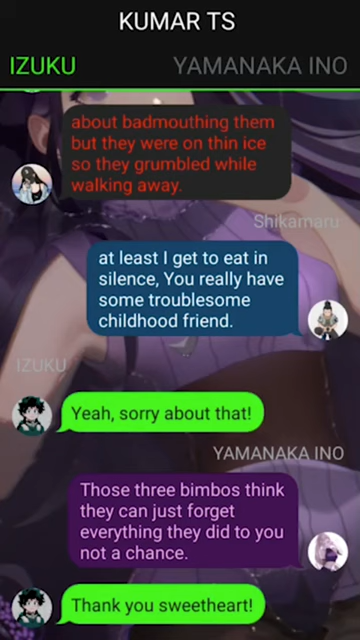 KUMAR TS
IZUKU
YAMANAKA INO
about badmouthing them
but they were on thin ice
so they grumbled while
walking away.
Shikamaru
at least I get to eat in
silence, You really have
some troublesome
childhood friend.
IZUKU
Yeah, sorry about that!
YAMANAKA INO
Those three bimbos think
they can just forget
everything they did to you
not a chance.
Thank you sweetheart!